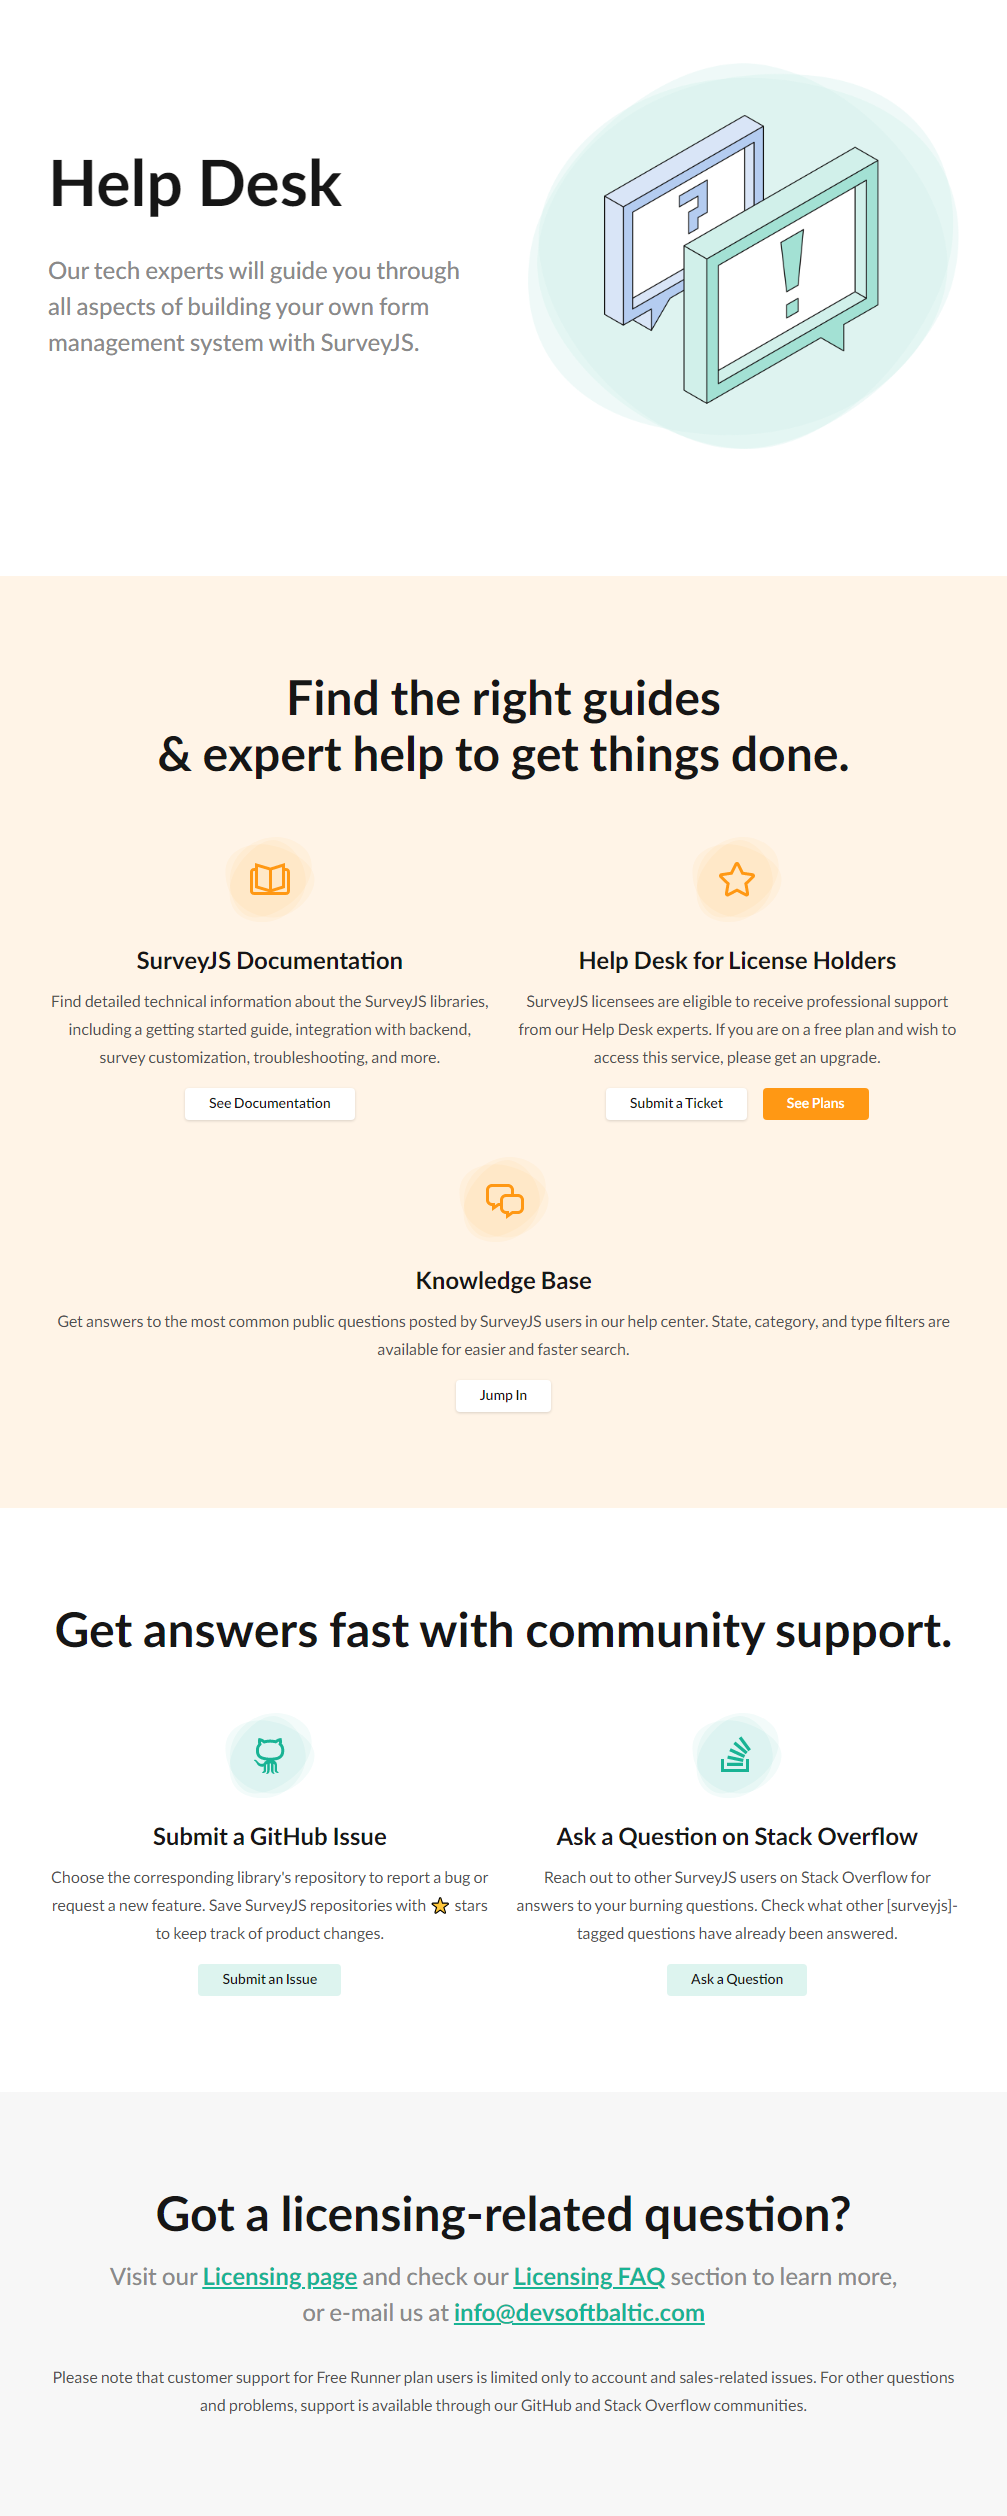 Help Desk
Our tech experts will guide you through
all aspects of building your own form
management system with SurveyJS.
?
!
Find the right guides
& expert help to get things done.
SurveyJS Documentation
Find detailed technical information about the SurveyJS libraries,
including a getting started guide, integration with backend,
survey customization, troubleshooting, and more.
See Documentation
Help Desk for License Holders
SurveyJS licensees are eligible to receive professional support
from our Help Desk experts. If you are on a free plan and wish to
access this service, please get an upgrade.
Submit a Ticket
See Plans
Knowledge Base
Get answers to the most common public questions posted by SurveyJS users in our help center. State, category, and type filters are
available for easier and faster search.
Jump In
Get answers fast with community support.
Submit a GitHub Issue
Choose the corresponding library's repository to report a bug or
request a new feature. Save SurveyJS repositories with ⭐ stars
to keep track of product changes.
Submit an Issue
Ask a Question on Stack Overflow
Reach out to other SurveyJS users on Stack Overflow for
answers to your burning questions. Check what other [surveyjs]-
tagged questions have already been answered.
Ask a Question
Got a licensing-related question?
Visit our Licensing page and check our Licensing FAQ section to learn more,
or e-mail us at info@devsoftbaltic.com
Please note that customer support for Free Runner plan users is limited only to account and sales-related issues. For other questions
and problems, support is available through our GitHub and Stack Overflow communities.